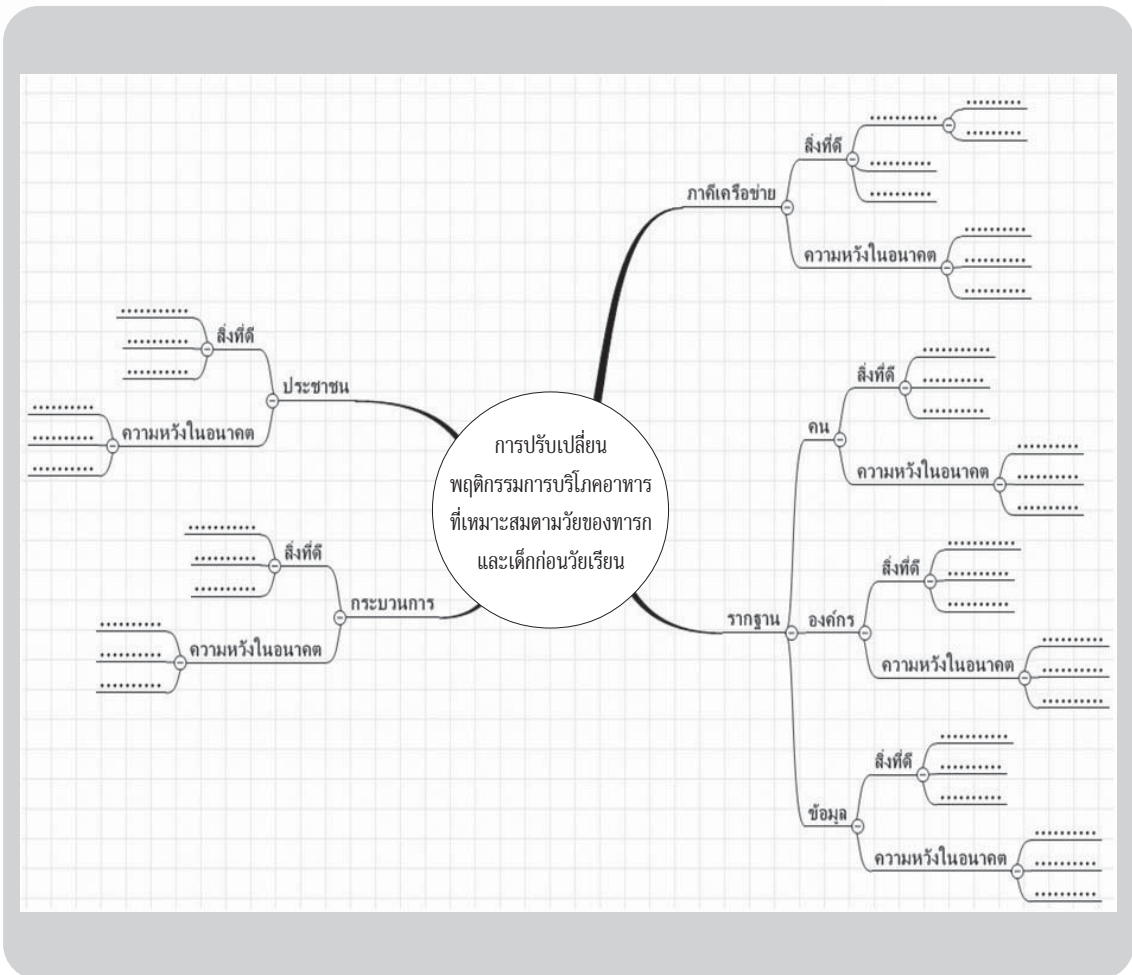 การปรับเปลี่ยน
พฤติกรรมการบริโภคอาหาร
ที่เหมาะสมตามวัยของทารก
และเด็กก่อนวัยเรียน
ภาคีเครือข่าย
สิ่งที่ดี
...........
.........
.........
..........
..........
ความหวังในอนาคต
..........
..........
..........
รากฐาน
คน
สิ่งที่ดี
...........
..........
..........
ความหวังในอนาคต
...........
..........
..........
องค์กร
สิ่งที่ดี
...........
..........
..........
ความหวังในอนาคต
..........
..........
..........
ข้อมูล
สิ่งที่ดี
...........
..........
..........
ความหวังในอนาคต
..........
..........
..........
ประชาชน
สิ่งที่ดี
...........
..........
..........
ความหวังในอนาคต
..........
..........
..........
กระบวนการ
สิ่งที่ดี
...........
..........
..........
ความหวังในอนาคต
..........
..........
..........